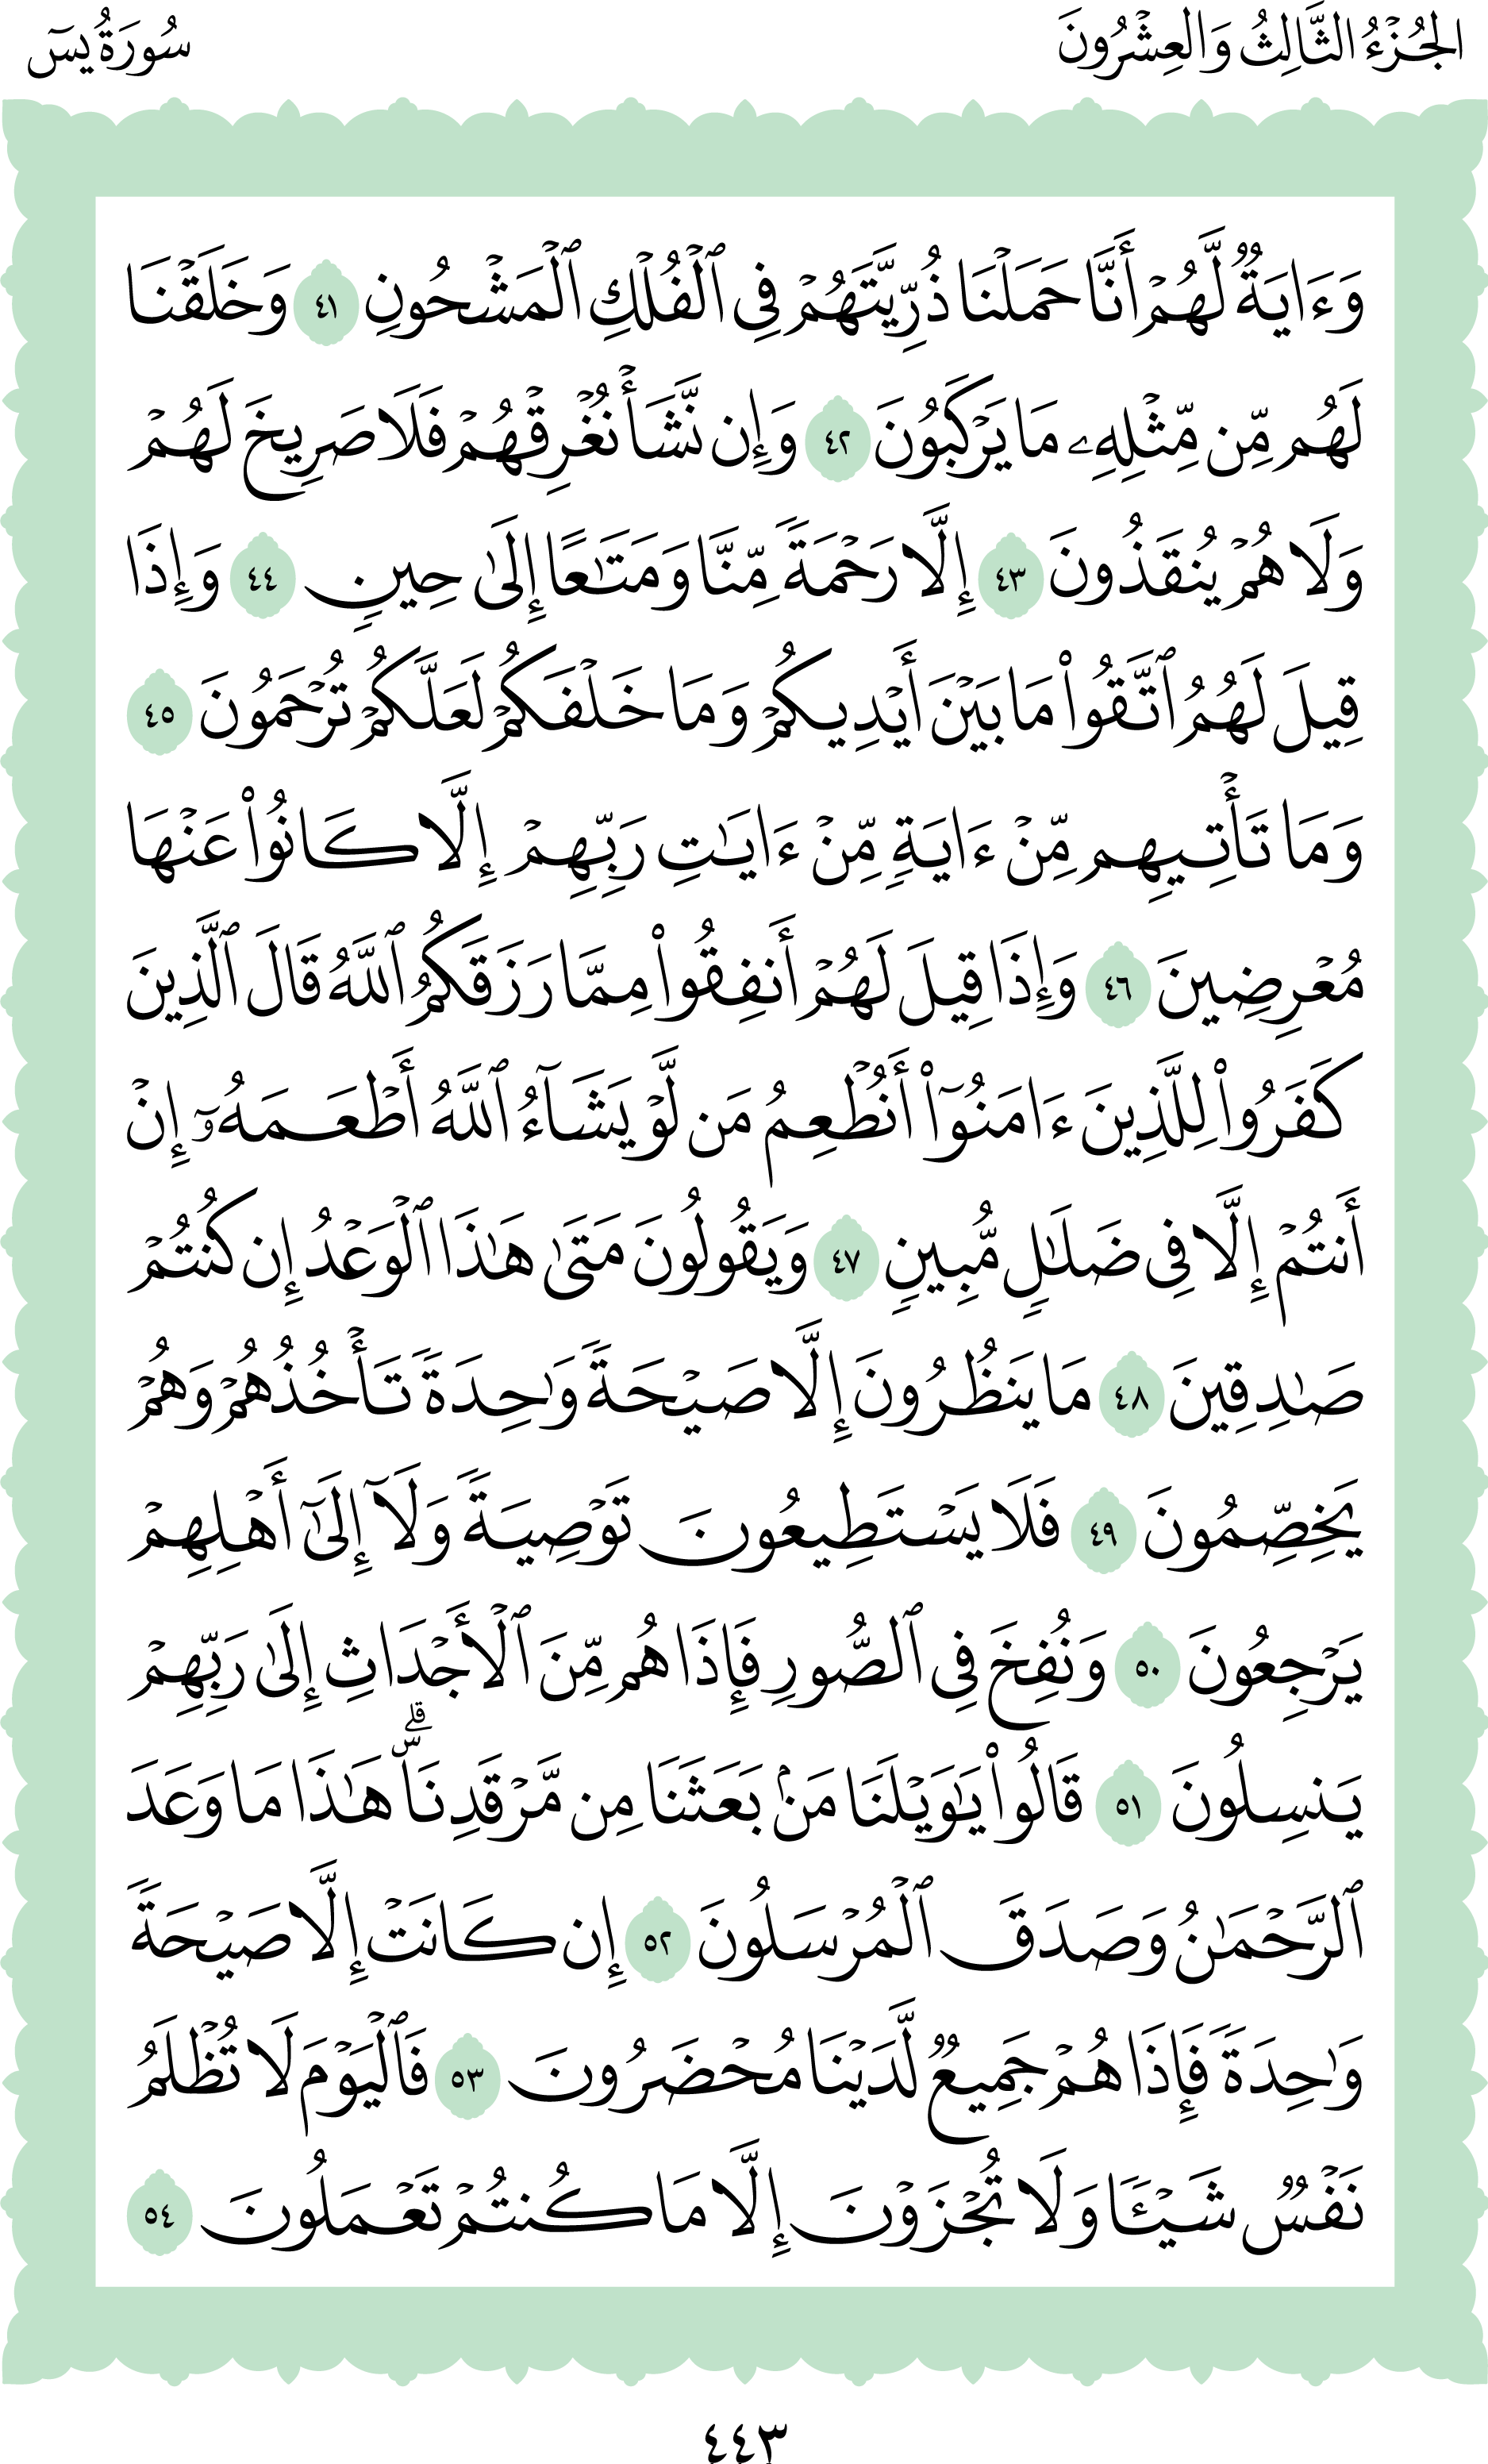 الجُزْءُ الثَّالِثُ وَالعِشْرُونَ
سُورَةُ يسٓ
وَءَايَةٌ لَّهُمْ أَنَّا حَمَلْنَا ذُرِّيَّتَهُمْ فِى ٱلْفُلْكِ ٱلْمَشْحُونِ ٤١ وَخَلَقْنَا
لَهُم مِّن مِّثْلِهِۦ مَا يَرْكَبُونَ ٤٢ وَإِن نَّشَأْ نُغْرِقْهُمْ فَلَا صَرِيخَ لَهُمْ
وَلَا هُمْ يُنقَذُونَ ٤٣ إِلَّا رَحْمَةً مِّنَّا وَمَتَٰعًا إِلَىٰ حِينٍ ٤٤ وَإِذَا
قِيلَ لَهُمُ ٱتَّقُوا۟ مَا بَيْنَ أَيْدِيكُمْ وَمَا خَلْفَكُمْ لَعَلَّكُمْ تُرْحَمُونَ ٤٥
وَمَا تَأْتِيهِم مِّنْ ءَايَةٍ مِّنْ ءَايَٰتِ رَبِّهِمْ إِلَّا كَانُوا۟ عَنْهَا
مُعْرِضِينَ ٤٦ وَإِذَا قِيلَ لَهُمْ أَنفِقُوا۟ مِمَّا رَزَقَكُمُ ٱللَّهُ قَالَ ٱلَّذِينَ
كَفَرُوا۟ لِلَّذِينَ ءَامَنُوٓا۟ أَنُطْعِمُ مَن لَّوْ يَشَآءُ ٱللَّهُ أَطْعَمَهُۥٓ إِنْ
أَنتُمْ إِلَّا فِى ضَلَٰلٍ مُّبِينٍ ٤٧ وَيَقُولُونَ مَتَىٰ هَٰذَا ٱلْوَعْدُ إِن كُنتُمْ
صَٰدِقِينَ ٤٨ مَا يَنظُرُونَ إِلَّا صَيْحَةً وَٰحِدَةً تَأْخُذُهُمْ وَهُمْ
يَخِصِّمُونَ ٤٩ فَلَا يَسْتَطِيعُونَ تَوْصِيَةً وَلَآ إِلَىٰٓ أَهْلِهِمْ
يَرْجِعُونَ ٥٠ وَنُفِخَ فِى ٱلصُّورِ فَإِذَا هُم مِّنَ ٱلْأَجْدَاثِ إِلَىٰ رَبِّهِمْ
يَنسِلُونَ ٥١ قَالُوا۟ يَٰوَيْلَنَا مَنۢ بَعَثَنَا مِن مَّرْقَدِنَاۜۗ هَٰذَا مَا وَعَدَ
ٱلرَّحْمَٰنُ وَصَدَقَ ٱلْمُرْسَلُونَ ٥٢ إِن كَانَتْ إِلَّا صَيْحَةً
وَٰحِدَةً فَإِذَا هُمْ جَمِيعٌ لَّدَيْنَا مُحْضَرُونَ ٥٣ فَٱلْيَوْمَ لَا تُظْلَمُ
نَفْسٌ شَيْـًٔا وَلَا تُجْزَوْنَ إِلَّا مَا كُنتُمْ تَعْمَلُونَ ٥٤
٤٤٣